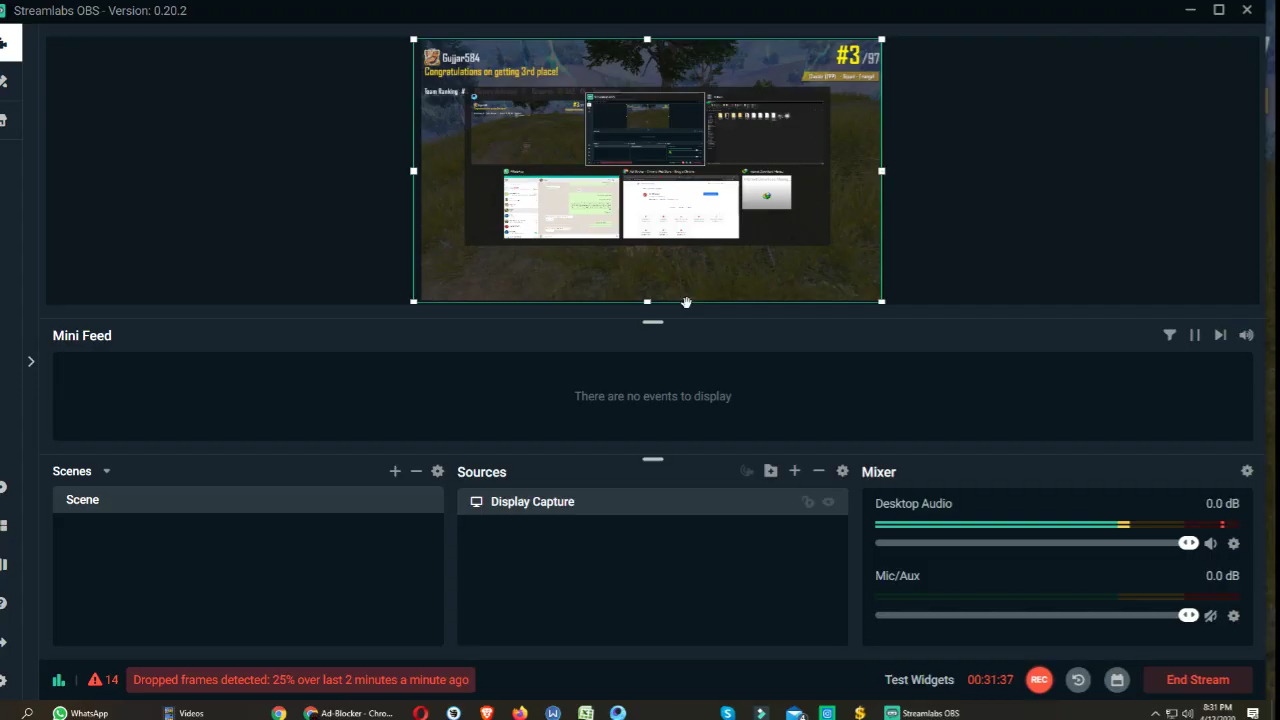 Streamlabs OBS - Version: 0.20.2
Gujjar584
Congratulations on getting 3rd place!
Team Ranking #
#3/97
WhatsApp
Mini Feed
There are no events to display
Scenes
Scene
Sources
Display Capture
Mixer
Desktop Audio 0.0 dB
Mic/Aux 0.0 dB
14
Dropped frames detected: 25% over last 2 minutes a minute ago
Test Widgets
00:31:37
REC
End Stream
WhatsApp
Videos
Ad-Blocker - Chro...
Streamlabs OBS
8:31 PM